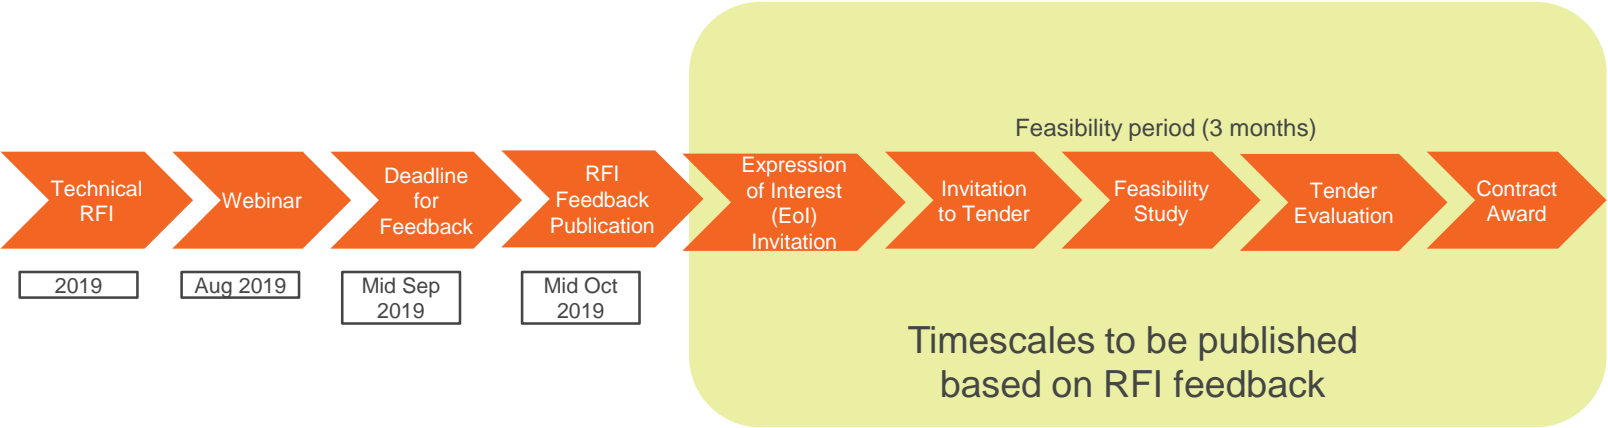 Feasibility period (3 months)
Technical
RFI
Webinar
Deadline
for
Feedback
RFI
Feedback
Publication
Expression
of Interest
(EoI)
Invitation
Invitation
to Tender
Feasibility
Study
Tender
Evaluation
Contract
Award
2019
Aug 2019
Mid Sep
2019
Mid Oct
2019
Timescales to be published
based on RFI feedback